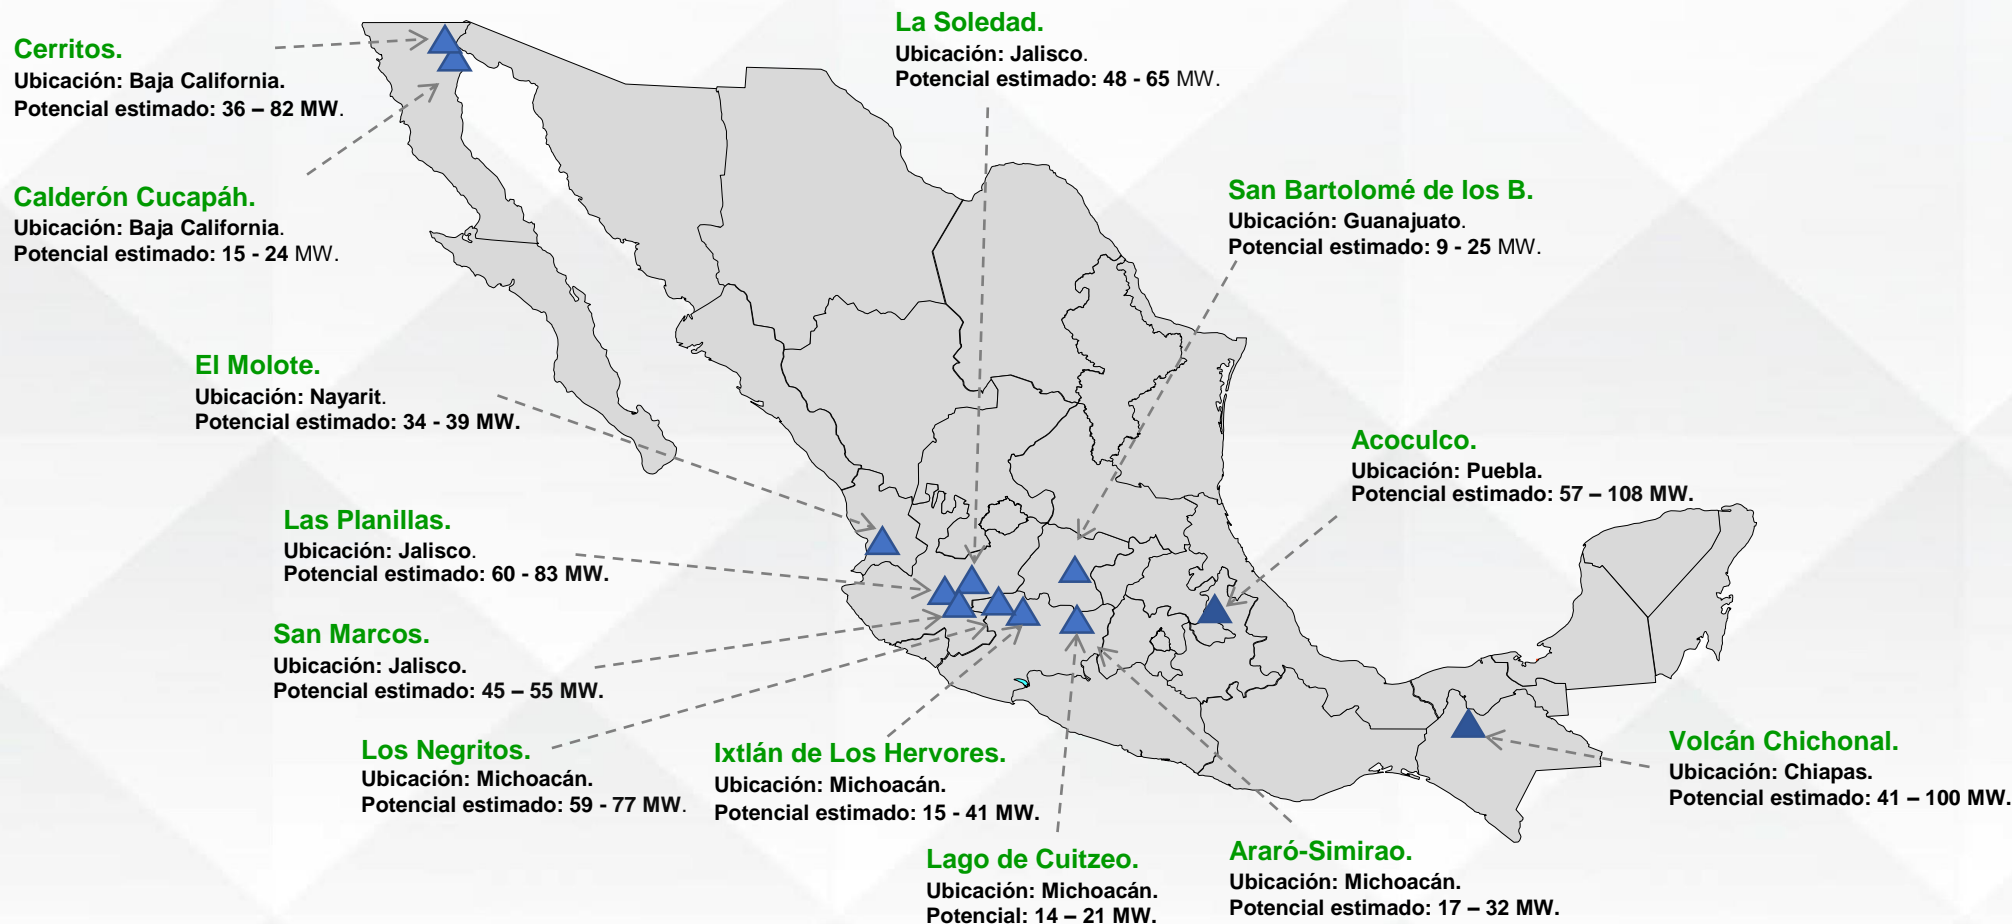 La Soledad.
Ubicación: Jalisco.
Potencial estimado: 48 - 65 MW.
Cerritos.
Ubicación: Baja California.
Potencial estimado: 36 – 82 MW.
Calderón Cucapáh.
Ubicación: Baja California.
Potencial estimado: 15 - 24 MW.
San Bartolomé de los B.
Ubicación: Guanajuato.
Potencial estimado: 9 - 25 MW.
El Molote.
Ubicación: Nayarit.
Potencial estimado: 34 - 39 MW.
Acoculco.
Ubicación: Puebla.
Potencial estimado: 57 – 108 MW.
Las Planillas.
Ubicación: Jalisco.
Potencial estimado: 60 - 83 MW.
San Marcos.
Ubicación: Jalisco.
Potencial estimado: 45 – 55 MW.
Los Negritos.
Ubicación: Michoacán.
Potencial estimado: 59 - 77 MW.
Ixtlán de Los Hervores.
Ubicación: Michoacán.
Potencial estimado: 15 - 41 MW.
Volcán Chichonal.
Ubicación: Chiapas.
Potencial estimado: 41 – 100 MW.
Lago de Cuitzeo.
Ubicación: Michoacán.
Potencial: 14 – 21 MW.
Araró-Simirao.
Ubicación: Michoacán.
Potencial estimado: 17 – 32 MW.